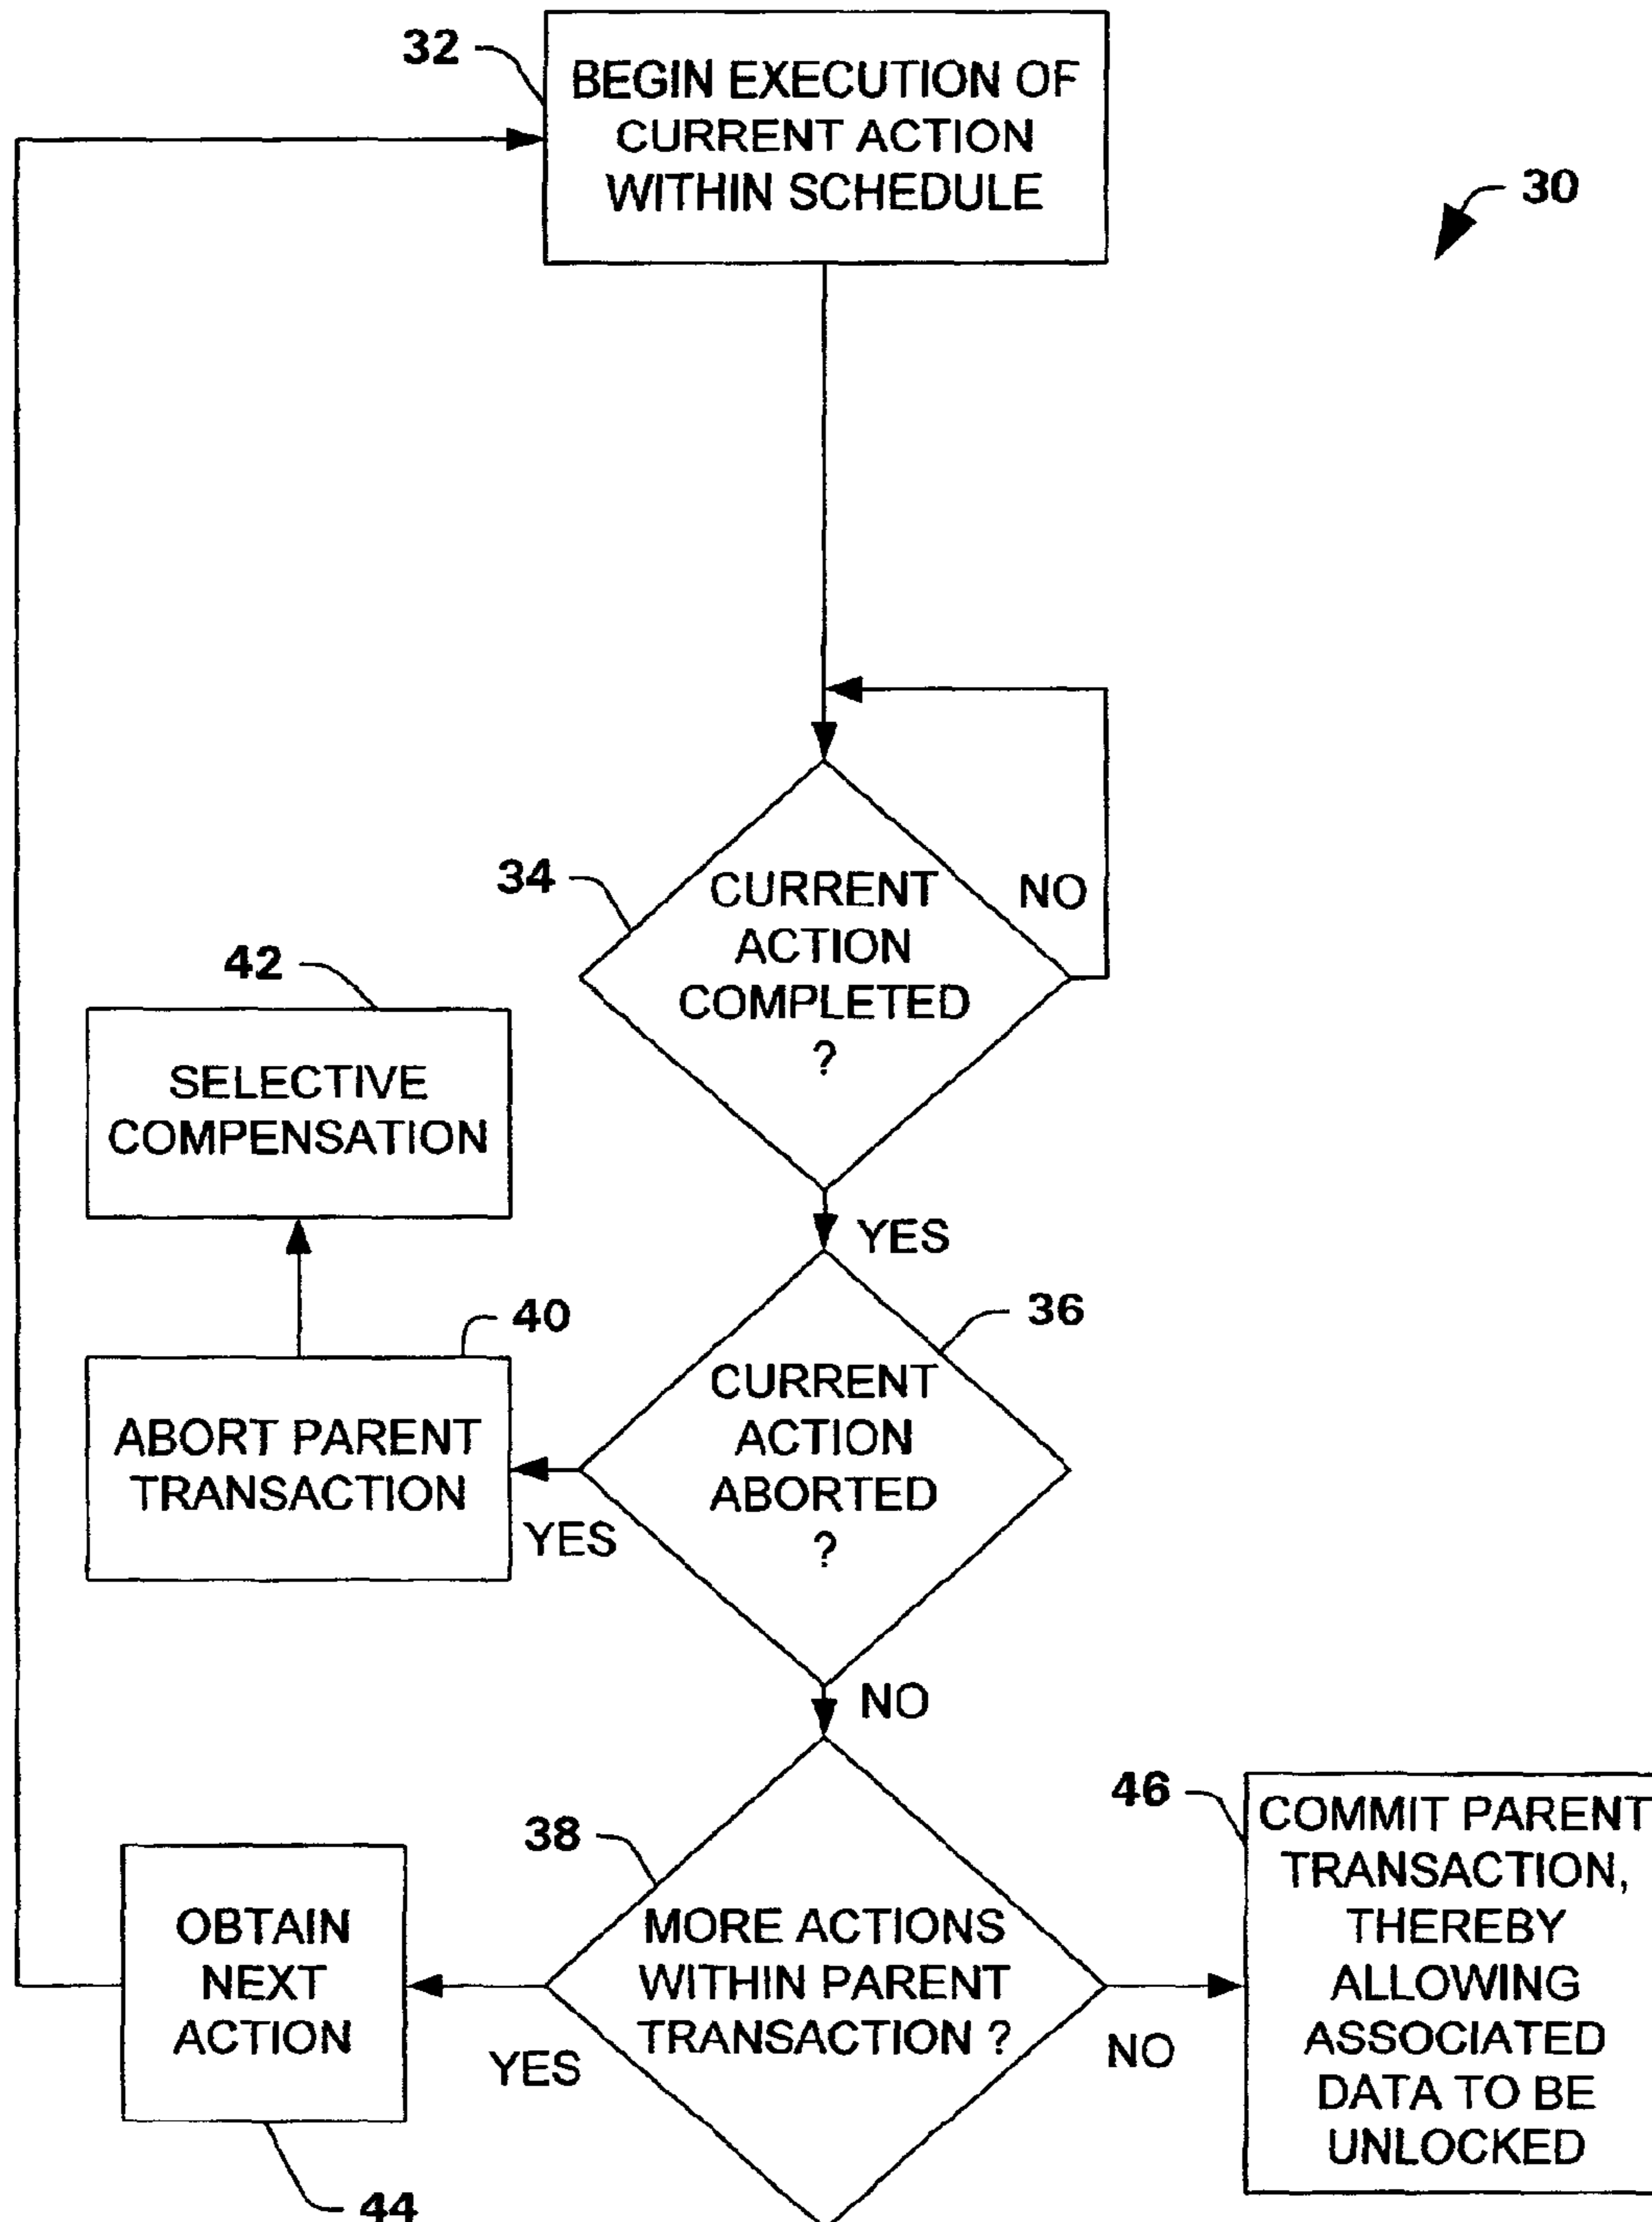 32
BEGIN EXECUTION OF
CURRENT ACTION
WITHIN SCHEDULE
30
34
CURRENT
ACTION
COMPLETED
?
NO
42
SELECTIVE
COMPENSATION
YES
40
ABORT PARENT
TRANSACTION
36
CURRENT
ACTION
ABORTED
?
YES
NO
38
MORE ACTIONS
WITHIN PARENT
TRANSACTION ?
YES
NO
OBTAIN
NEXT
ACTION
44
46
COMMIT PARENT
TRANSACTION,
THEREBY
ALLOWING
ASSOCIATED
DATA TO BE
UNLOCKED